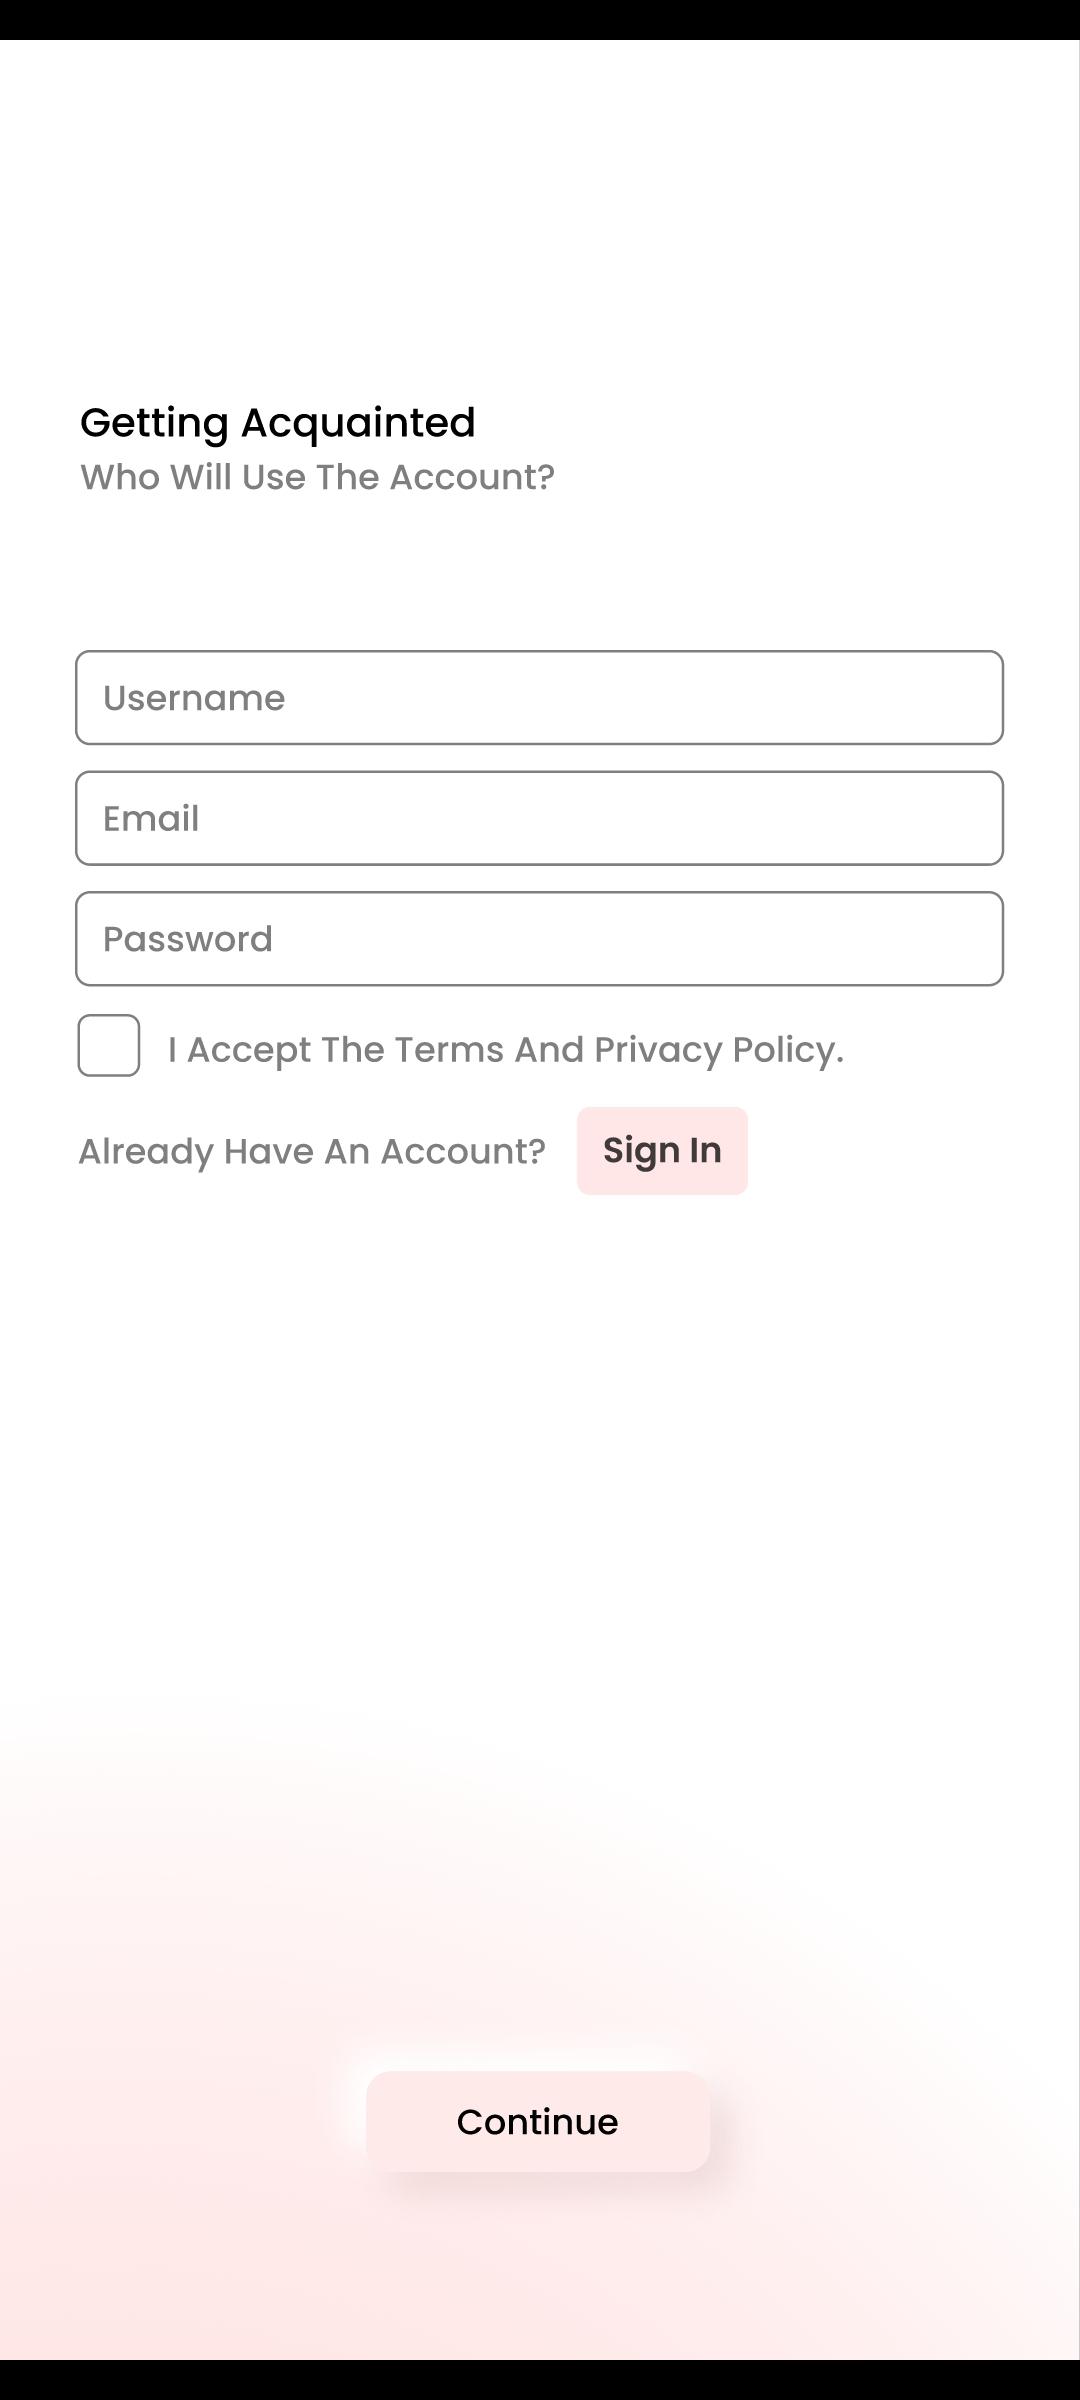 Getting Acquainted
Who Will Use The Account?
Username
Email
Password
I Accept The Terms And Privacy Policy.
Already Have An Account? Sign In
Continue